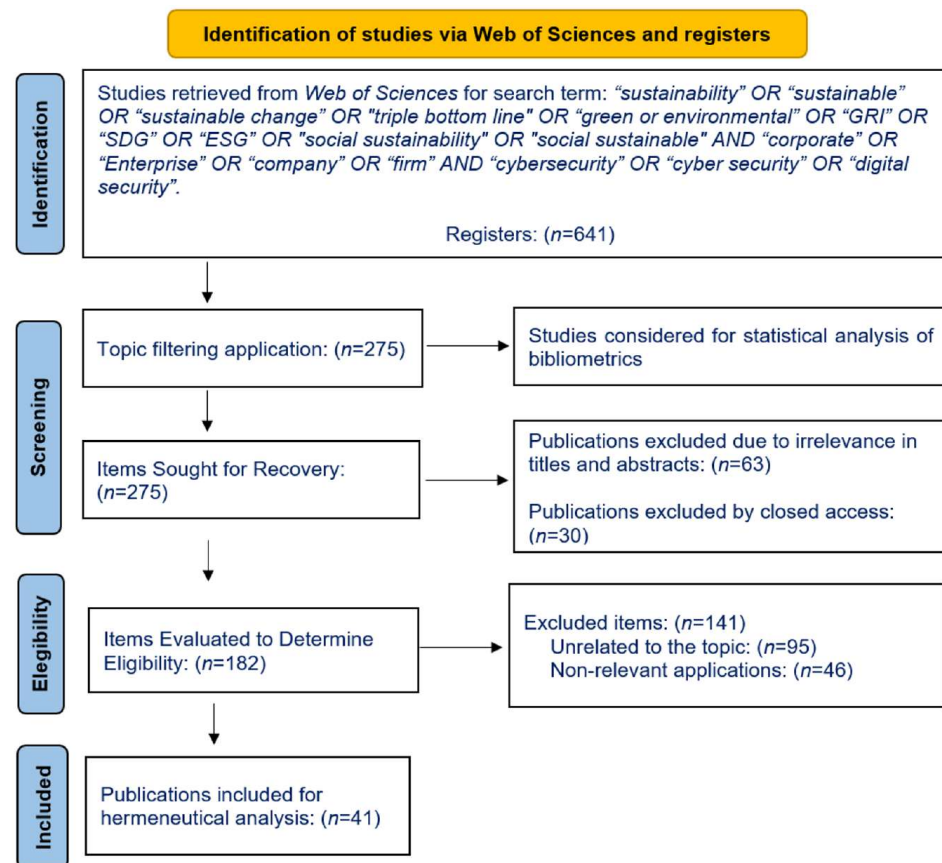 Identification of studies via Web of Sciences and registers
Identification
Studies retrieved from Web of Sciences for search term: “sustainability” OR “sustainable”
OR “sustainable change” OR "triple bottom line" OR “green or environmental” OR “GRI” OR
“SDG” OR “ESG” OR "social sustainability" OR "social sustainable" AND “corporate” OR
“Enterprise” OR “company” OR “firm” AND “cybersecurity” OR “cyber security” OR “digital
security”.
Registers: (n=641)
Screening
Topic filtering application: (n=275)
Studies considered for statistical analysis of
bibliometrics
Items Sought for Recovery:
(n=275)
Publications excluded due to irrelevance in
titles and abstracts: (n=63)
Publications excluded by closed access:
(n=30)
Elegibility
Items Evaluated to Determine
Eligibility: (n=182)
Excluded items: (n=141)
Unrelated to the topic: (n=95)
Non-relevant applications: (n=46)
Included
Publications included for
hermeneutical analysis: (n=41)